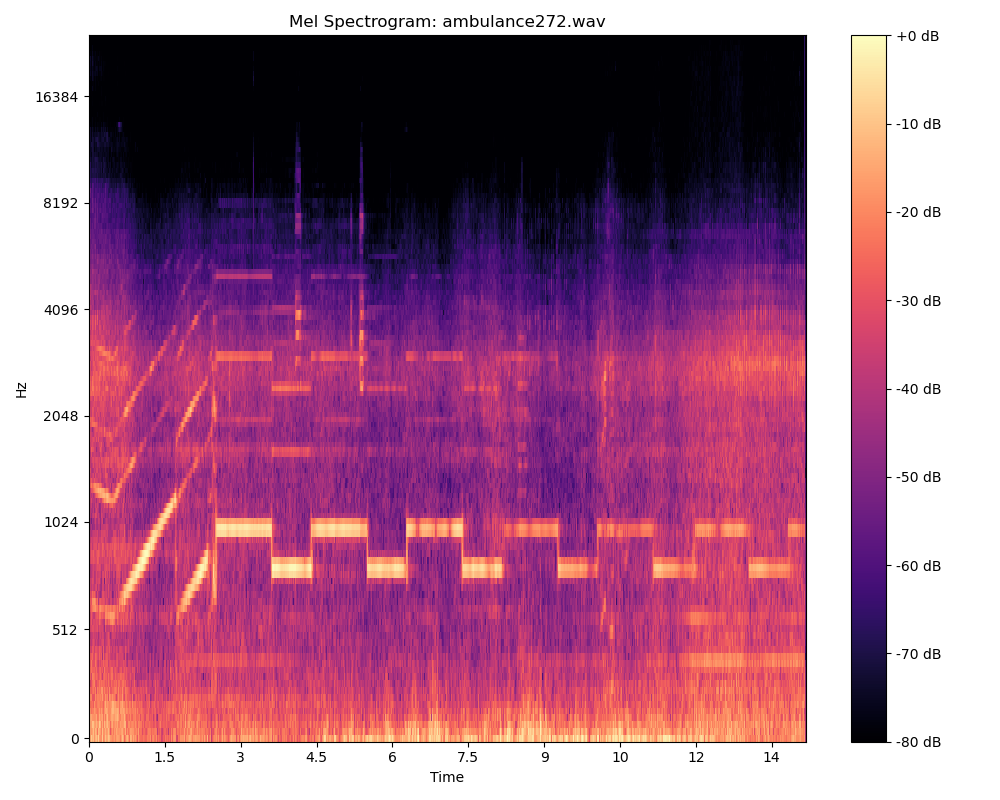 Mel Spectrogram: ambulance272.wav
+0 dB
16384
-10 dB
8192
-20 dB
4096
-30 dB
Hz
-40 dB
2048
-50 dB
1024
-60 dB
512
-70 dB
0
-80 dB
0 1.5 3 4.5 6 7.5 9 10 12 14
Time